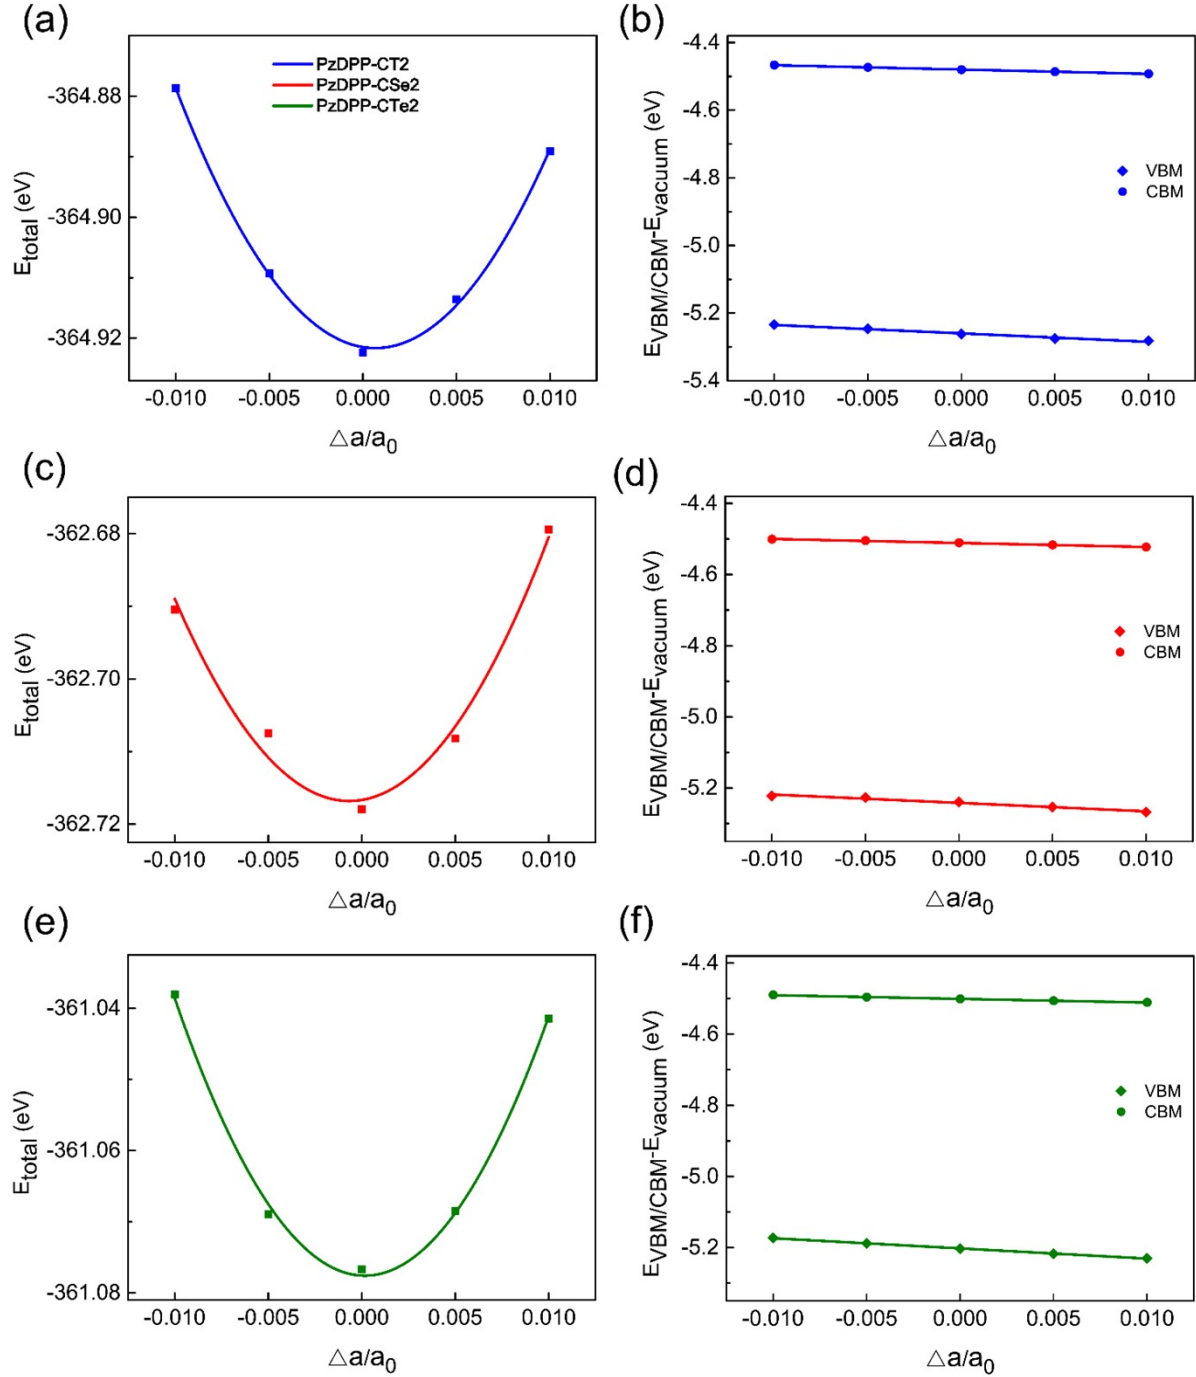 (a)
PzDPP-CT2
PzDPP-CSe2
PzDPP-CTe2
-364.88
-364.90
-364.92
Etotal (eV)
-0.010 -0.005 0.000 0.005 0.010
△a/a0
(b)
-4.4
-4.6
-4.8
-5.0
-5.2
-5.4
EVBM/CBM-Evacuum (eV)
VBM
CBM
-0.010 -0.005 0.000 0.005 0.010
△a/a0
(c)
-362.68
-362.70
-362.72
Etotal (eV)
-0.010 -0.005 0.000 0.005 0.010
△a/a0
(d)
-4.4
-4.6
-4.8
-5.0
-5.2
EVBM/CBM-Evacuum (eV)
VBM
CBM
-0.010 -0.005 0.000 0.005 0.010
△a/a0
(e)
-361.04
-361.06
-361.08
Etotal (eV)
-0.010 -0.005 0.000 0.005 0.010
△a/a0
(f)
-4.4
-4.6
-4.8
-5.0
-5.2
EVBM/CBM-Evacuum (eV)
VBM
CBM
-0.010 -0.005 0.000 0.005 0.010
△a/a0